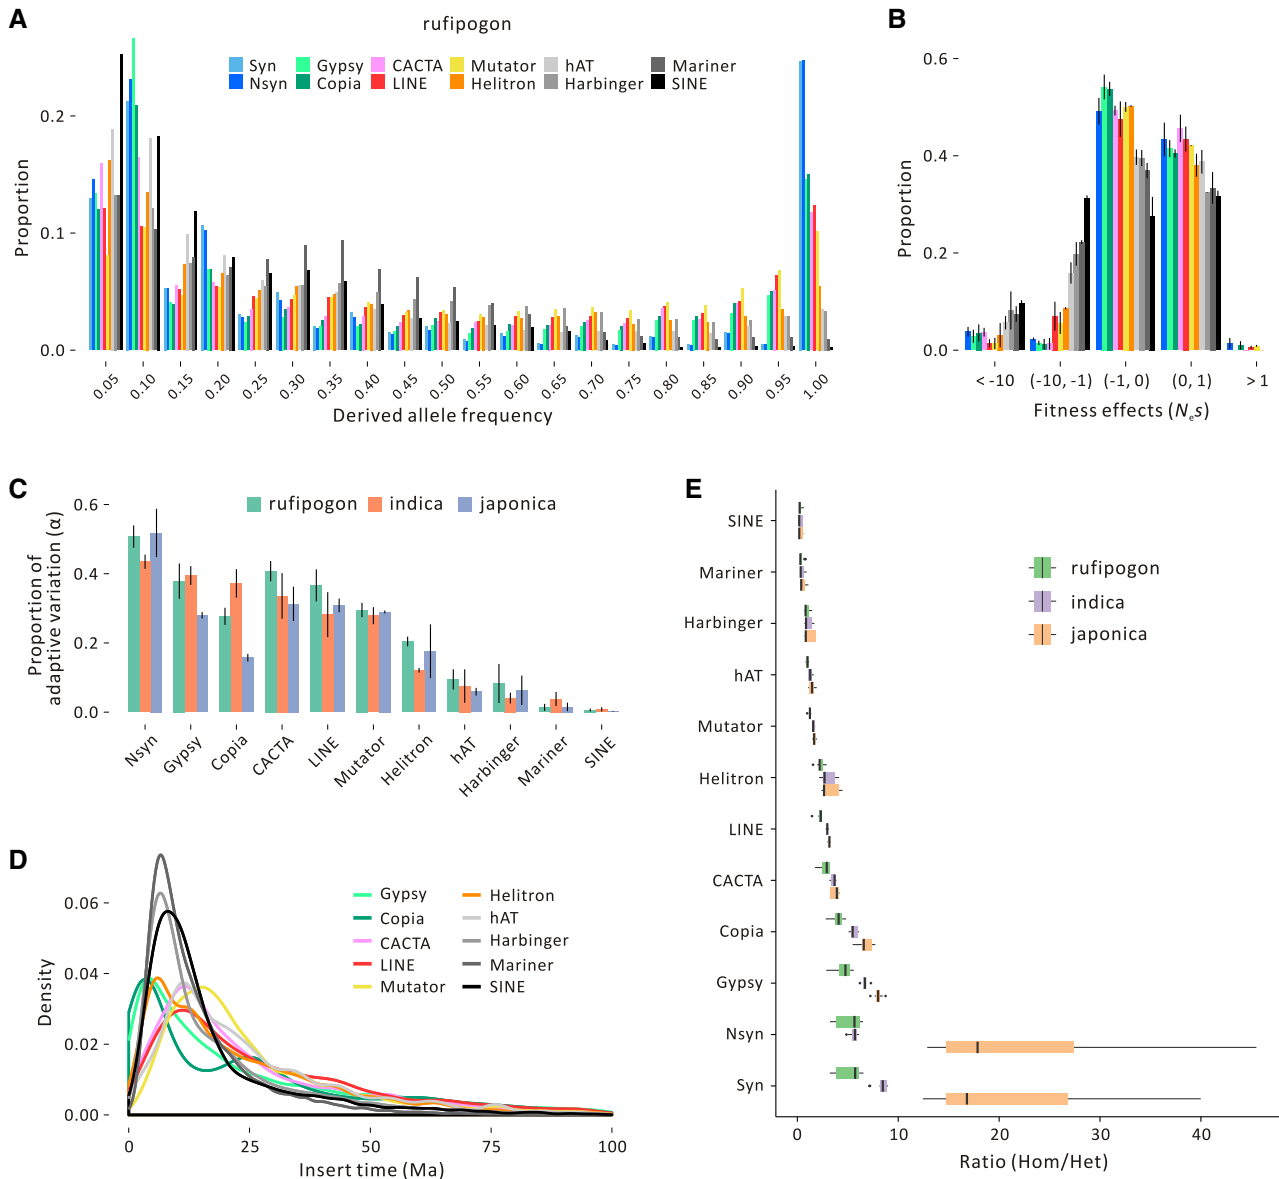 A
rufipogon
Syn Gypsy CACTA Mutator hAT Mariner
Nsyn Copia LINE Helitron Harbinger SINE
Proportion
0.2
0.1
0.0
0.05 0.10 0.15 0.20 0.25 0.30 0.35 0.40 0.45 0.50 0.55 0.60 0.65 0.70 0.75 0.80 0.85 0.90 0.95 1.00
Derived allele frequency
B
Proportion
0.6
0.4
0.2
0.0
< -10 (-10, -1) (-1, 0) (0, 1) > 1
Fitness effects (Nes)
C
rufipogon indica japonica
Proportion of
adaptive variation (α)
0.6
0.4
0.2
0.0
Nsyn Gypsy Copia CACTA LINE Mutator Helitron hAT Harbinger Mariner SINE
D
Density
0.06
0.04
0.02
0.00
Gypsy Helitron
Copia hAT
CACTA Harbinger
LINE Mariner
Mutator SINE
0 25 50 75 100
Insert time (Ma)
E
SINE
Mariner
Harbinger
hAT
Mutator
Helitron
LINE
CACTA
Copia
Gypsy
Nsyn
Syn
rufipogon
indica
japonica
0 10 20 30 40
Ratio (Hom/Het)